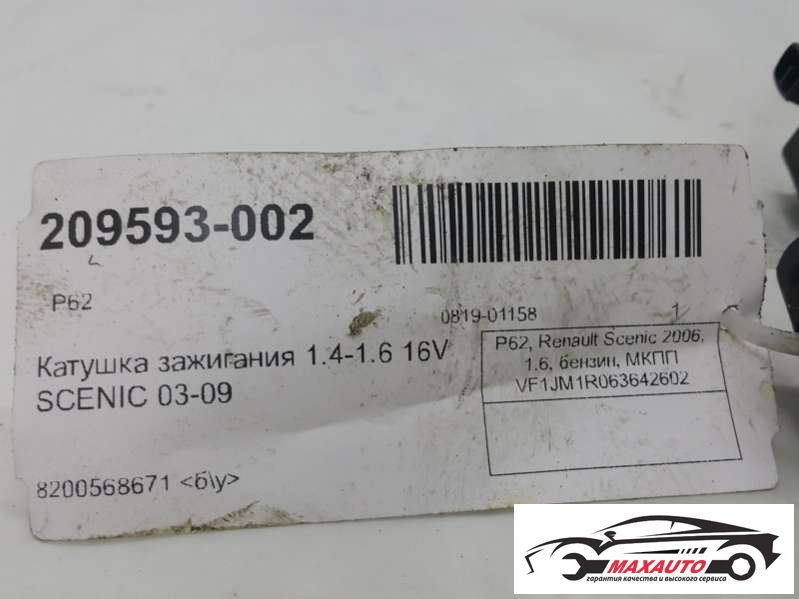 209593-002
P62
0819-01158 1
Катушка зажигания 1.4-1.6 16V
SCENIC 03-09
P62, Renault Scenic 2006,
1.6, бензин, МКПП
VF1JM1R063642602
8200568671 <б\у>
MAXAUTO
гарантия качества и высокого сервиса